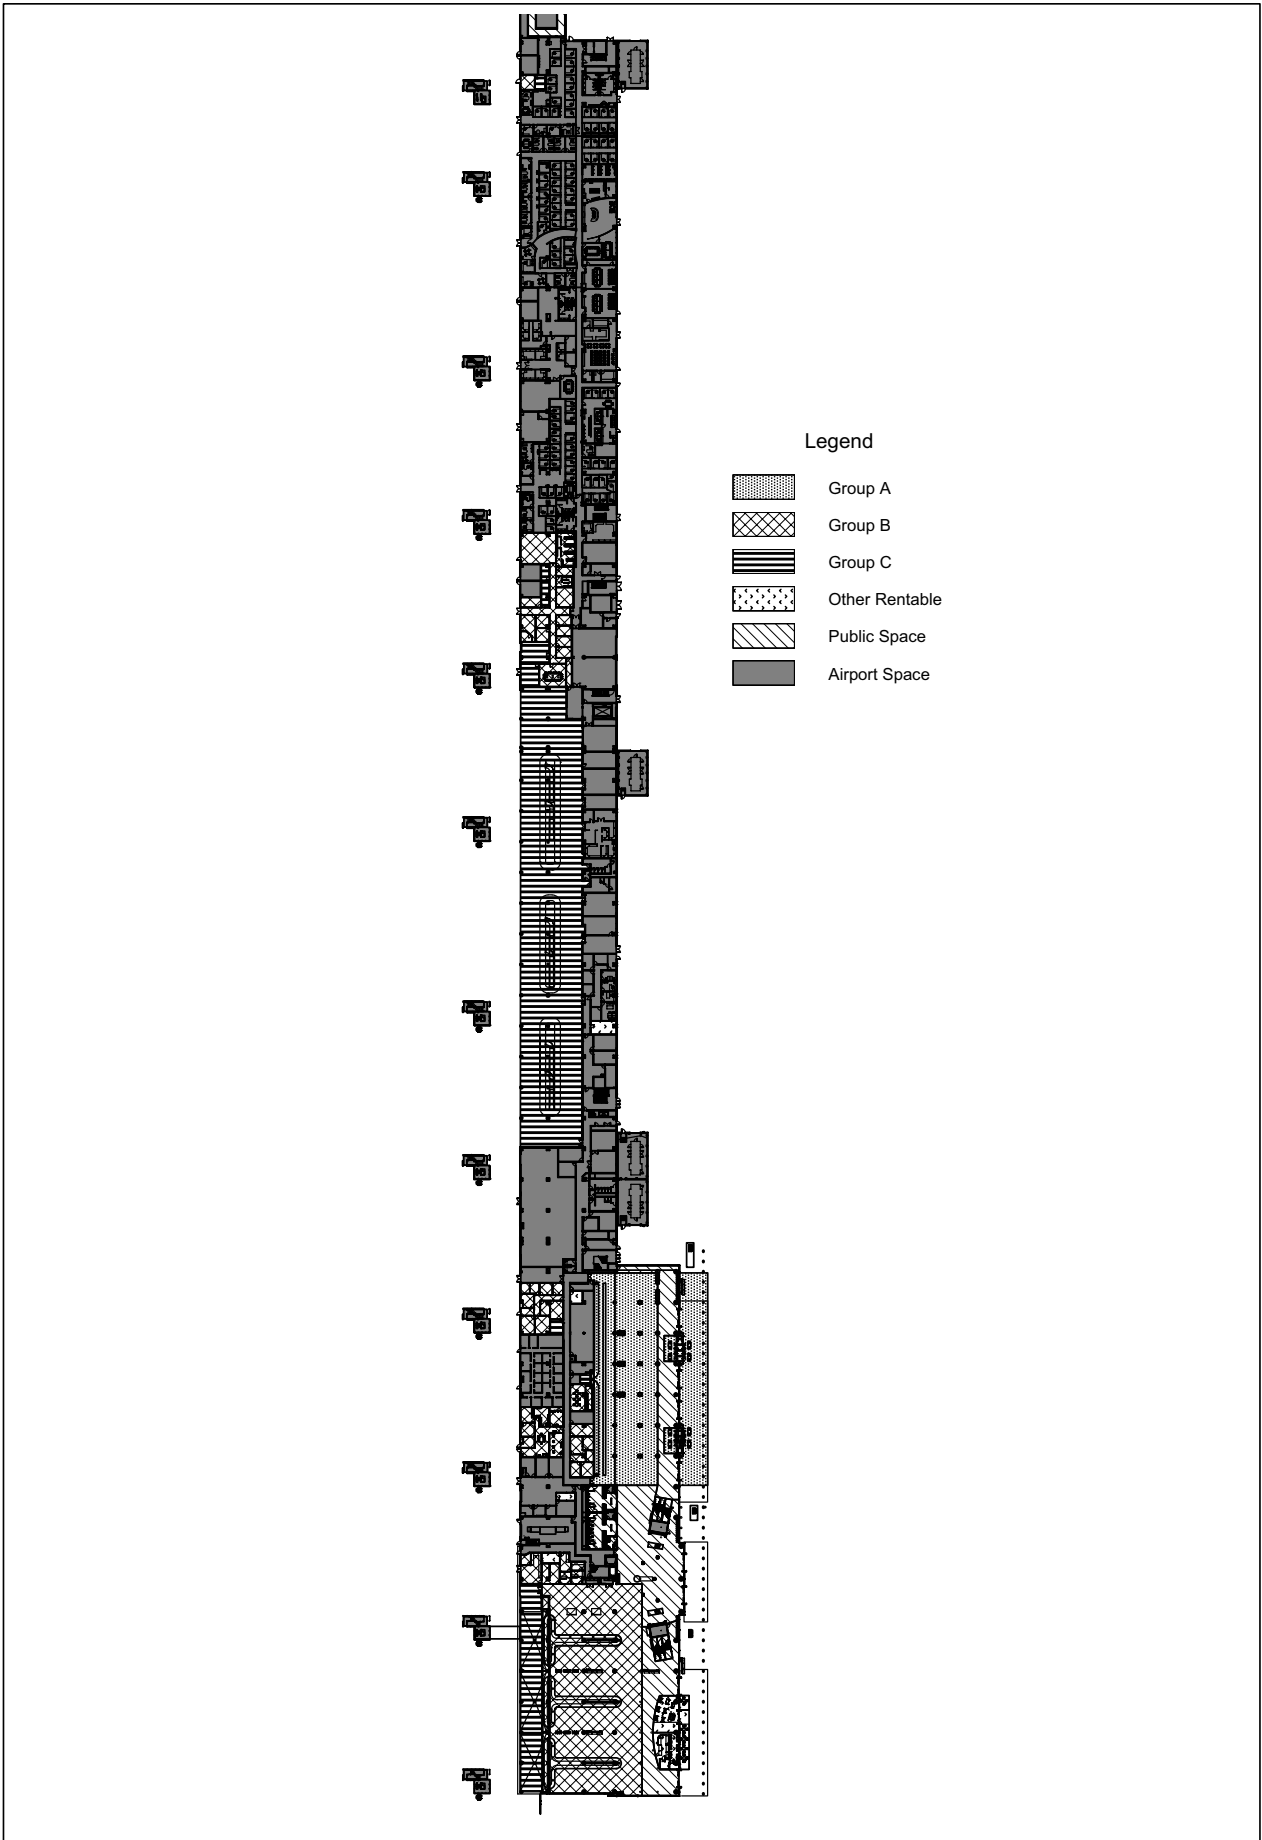 Legend
Group A
Group B
Group C
Other Rentable
Public Space
Airport Space